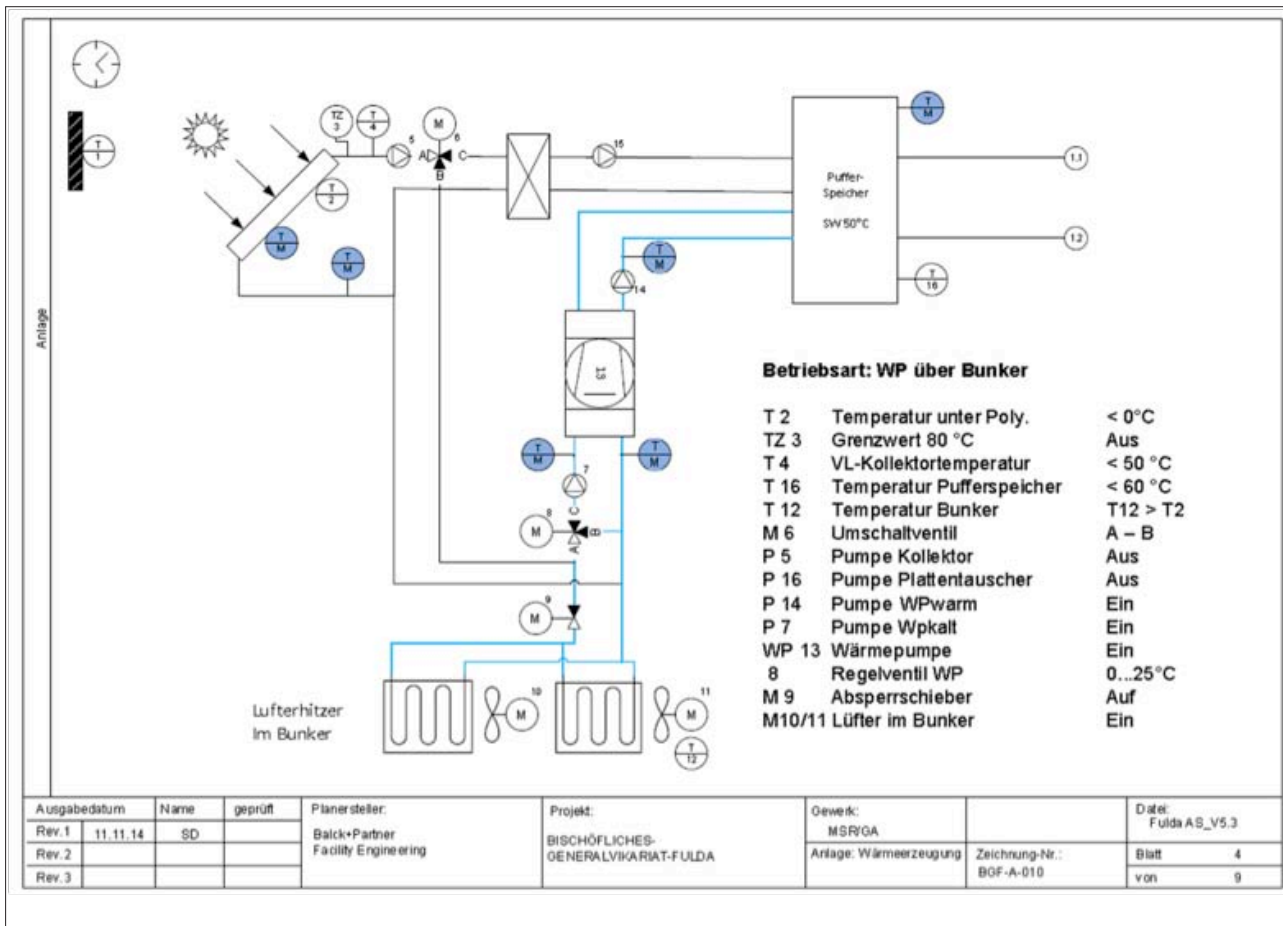 Anlage
T
1
TZ
3
T
4
5
M
6
A
C
B
T
2
T
M
T
M
15
Puffer-
Speicher
SW 50°C
T
M
1.1
1.2
T
16
T
M
14
13
T
M
T
M
7
C
8
M
B
A
9
M
10
M
11
M
T
12
Lufterhitzer
Im Bunker
Betriebsart: WP über Bunker
T 2 Temperatur unter Poly. < 0°C
TZ 3 Grenzwert 80 °C Aus
T 4 VL-Kollektortemperatur < 50 °C
T 16 Temperatur Pufferspeicher < 60 °C
T 12 Temperatur Bunker T12 > T2
M 6 Umschaltventil A – B
P 5 Pumpe Kollektor Aus
P 16 Pumpe Plattentauscher Aus
P 14 Pumpe WPwarm Ein
P 7 Pumpe Wpkalt Ein
WP 13 Wärmepumpe Ein
8 Regelventil WP 0...25°C
M 9 Absperrschieber Auf
M10/11 Lüfter im Bunker Ein
Ausgabedatum Name geprüft
Rev.1 11.11.14 SD
Rev.2
Rev.3
Planersteller:
Balck+Partner
Facility Engineering
Projekt:
BISCHÖFLICHES-
GENERALVIKARIAT-FULDA
Gewerk:
MSR/GA
Anlage: Wärmeerzeugung
Zeichnung-Nr.:
BGF-A-010
Datei:
Fulda AS_V5.3
Blatt 4
von 9